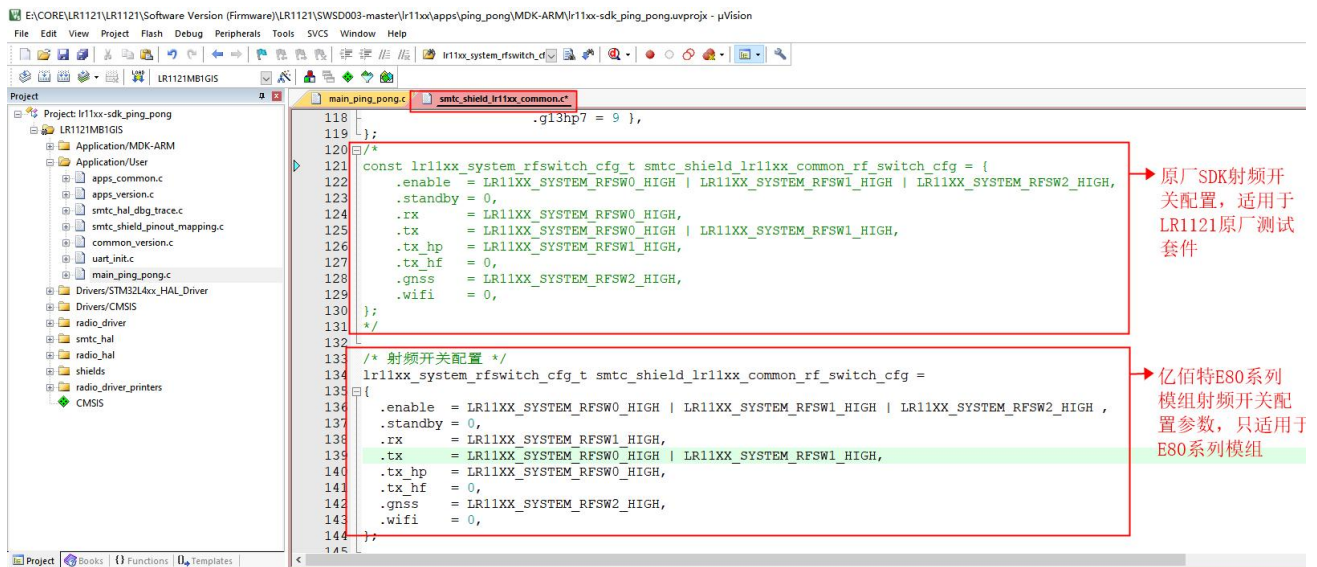 E:\CORE\LR1121\LR1121\Software Version (Firmware)\LR1121\SWSD003-master\lr11xx\apps\ping_pong\MDK-ARM\lr11xx-sdk_ping_pong.uvprojx - µVision
File Edit View Project Flash Debug Peripherals Tools SVCS Window Help
lr11xx_system_rfswitch_cf
LR1121MB1GIS
Project
Project: lr11xx-sdk_ping_pong
LR1121MB1GIS
Application/MDK-ARM
Application/User
apps_common.c
apps_version.c
smtc_hal_dbg_trace.c
smtc_shield_pinout_mapping.c
common_version.c
uart_init.c
main_ping_pong.c
Drivers/STM32L4xx_HAL_Driver
Drivers/CMSIS
radio_driver
smtc_hal
radio_hal
shields
radio_driver_printers
CMSIS
Project Books {} Functions Templates
main_ping_pong.c smtc_shield_lr11xx_common.c*
118 .g13hp7 = 9 },
119 };
120 /*
121 const lr11xx_system_rfswitch_cfg_t smtc_shield_lr11xx_common_rf_switch_cfg = {
122 .enable = LR11XX_SYSTEM_RFSW0_HIGH | LR11XX_SYSTEM_RFSW1_HIGH | LR11XX_SYSTEM_RFSW2_HIGH,
123 .standby = 0,
124 .rx = LR11XX_SYSTEM_RFSW0_HIGH,
125 .tx = LR11XX_SYSTEM_RFSW0_HIGH | LR11XX_SYSTEM_RFSW1_HIGH,
126 .tx_hp = LR11XX_SYSTEM_RFSW1_HIGH,
127 .tx_hf = 0,
128 .gnss = LR11XX_SYSTEM_RFSW2_HIGH,
129 .wifi = 0,
130 };
131 */
132
133 /* 射频开关配置 */
134 lr11xx_system_rfswitch_cfg_t smtc_shield_lr11xx_common_rf_switch_cfg =
135 {
136 .enable = LR11XX_SYSTEM_RFSW0_HIGH | LR11XX_SYSTEM_RFSW1_HIGH | LR11XX_SYSTEM_RFSW2_HIGH ,
137 .standby = 0,
138 .rx = LR11XX_SYSTEM_RFSW1_HIGH,
139 .tx = LR11XX_SYSTEM_RFSW0_HIGH | LR11XX_SYSTEM_RFSW1_HIGH,
140 .tx_hp = LR11XX_SYSTEM_RFSW0_HIGH,
141 .tx_hf = 0,
142 .gnss = LR11XX_SYSTEM_RFSW2_HIGH,
143 .wifi = 0,
144 };
145
原厂SDK射频开
关配置，适用于
LR1121原厂测试
套件
亿佰特E80系列
模组射频开关配
置参数，只适用于
E80系列模组